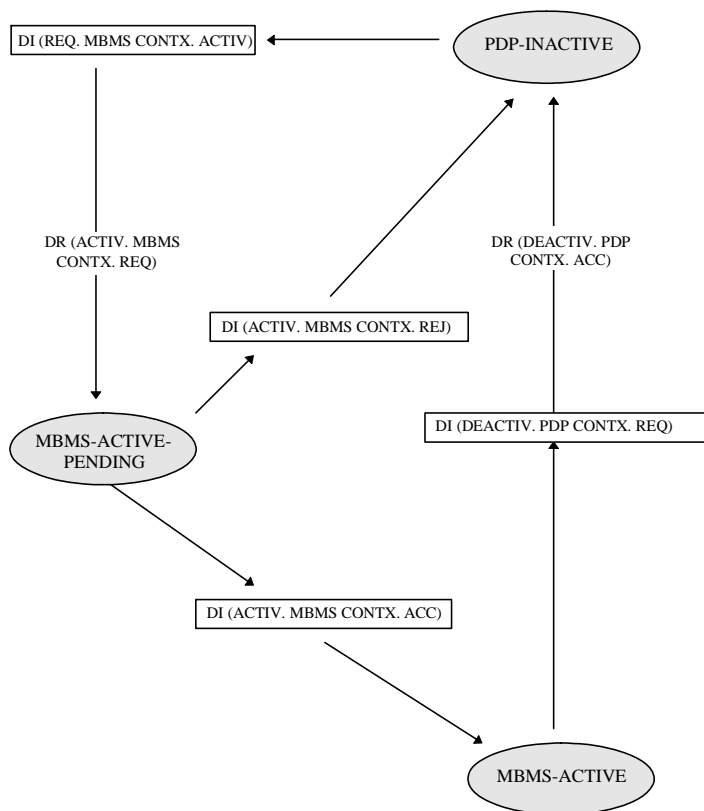 DI (REQ. MBMS CONTX. ACTIV)
PDP-INACTIVE
DR (ACTIV. MBMS
CONTX. REQ)
DR (DEACTIV. PDP
CONTX. ACC)
DI (ACTIV. MBMS CONTX. REJ)
MBMS-ACTIVE-
PENDING
DI (DEACTIV. PDP CONTX. REQ)
DI (ACTIV. MBMS CONTX. ACC)
MBMS-ACTIVE